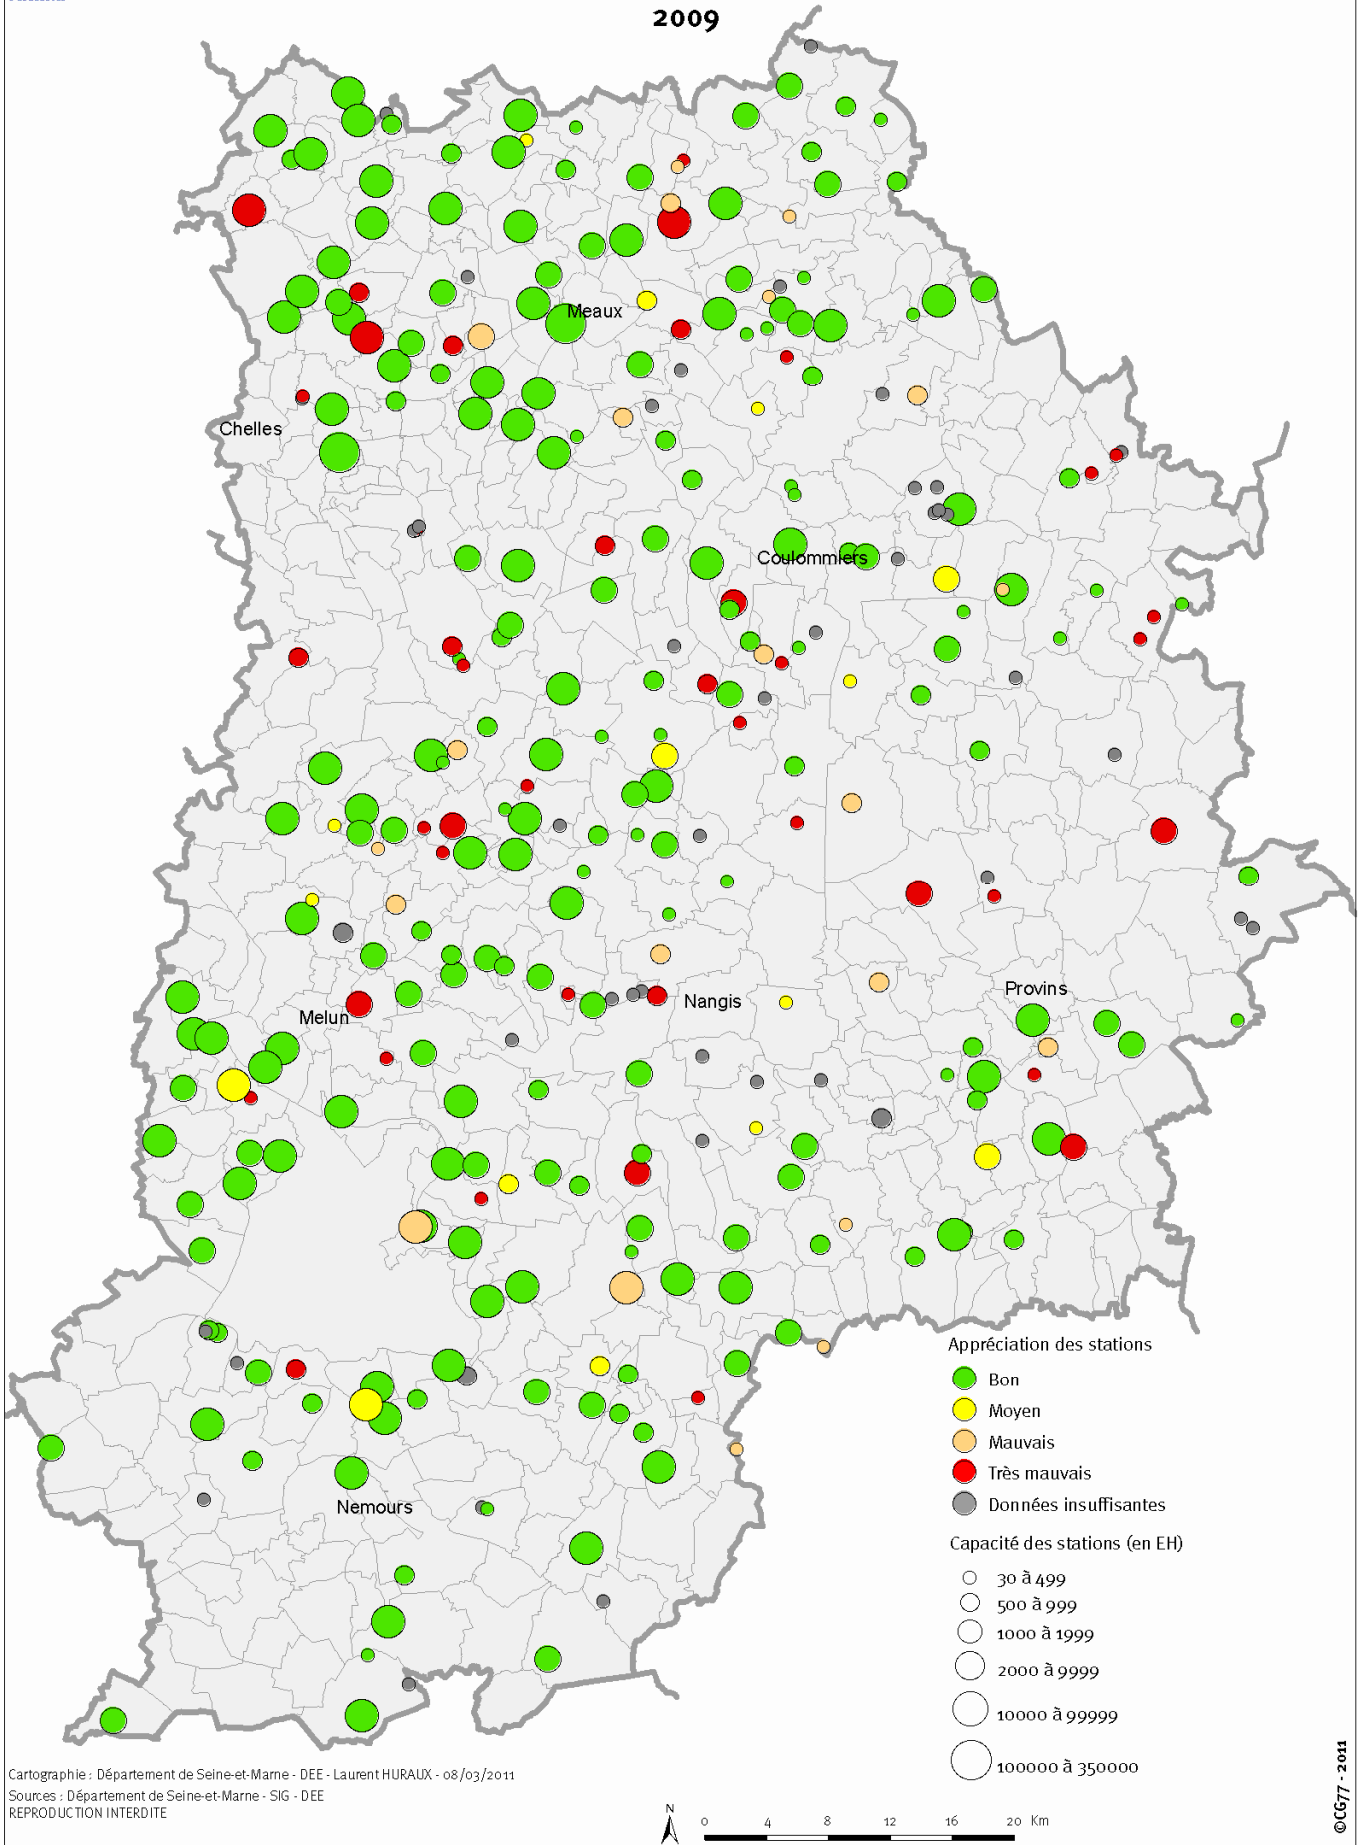 2009
Meaux
Chelles
Coulommiers
Provins
Nangis
Melun
Nemours
Appréciation des stations
Bon
Moyen
Mauvais
Très mauvais
Données insuffisantes
Capacité des stations (en EH)
30 à 499
500 à 999
1000 à 1999
2000 à 9999
10000 à 99999
100000 à 350000
Cartographie : Département de Seine-et-Marne - DEE - Laurent HURAUX - 08/03/2011
Sources : Département de Seine-et-Marne - SIG - DEE
REPRODUCTION INTERDITE
N
0 4 8 12 16 20 Km
©CG77 - 2011